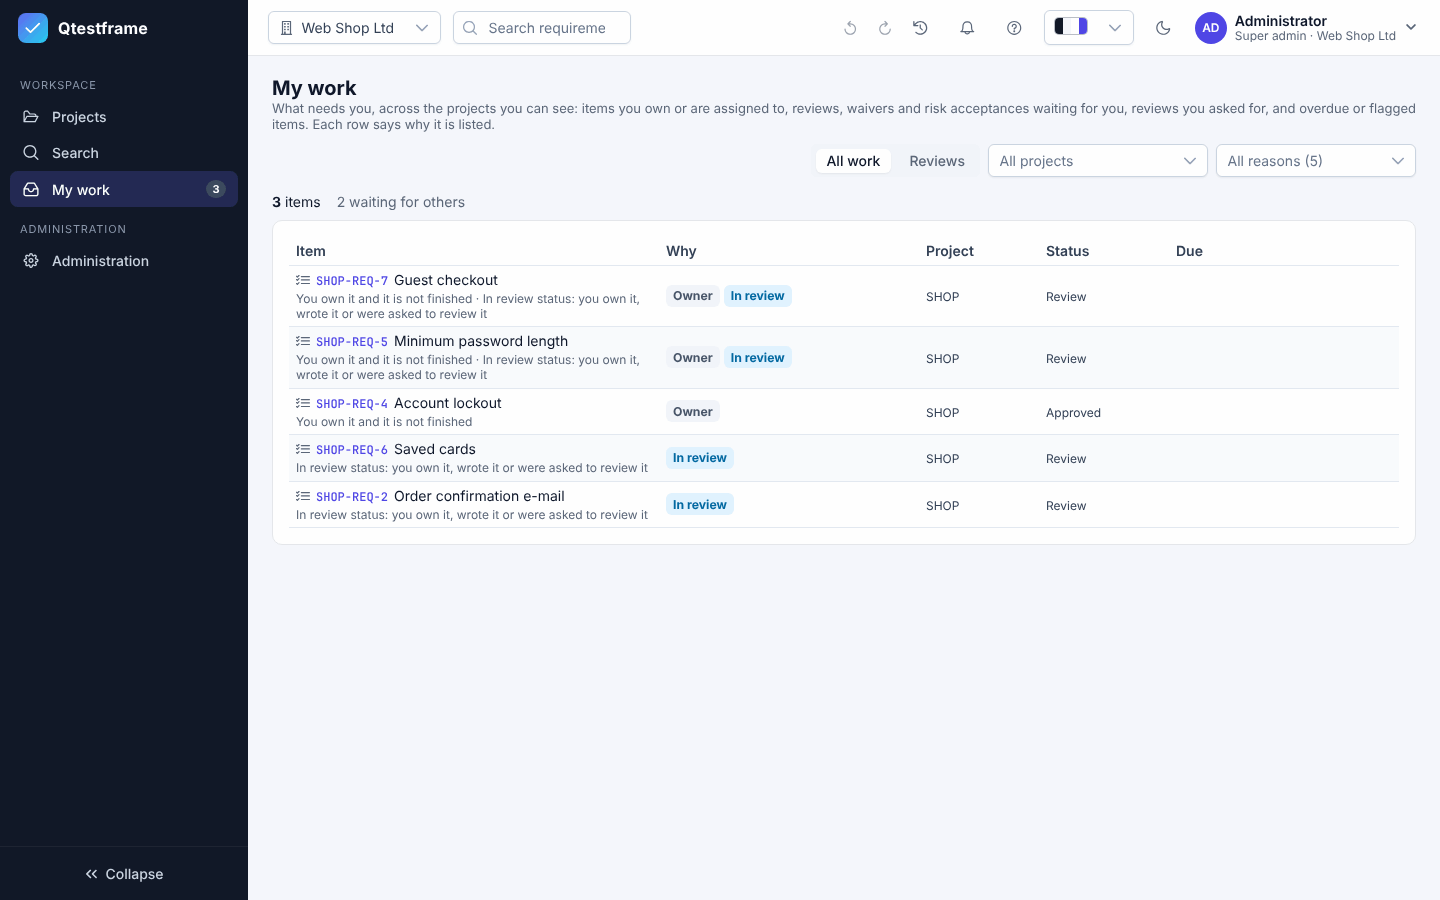 Qtestframe
Web Shop Ltd
Search requireme
AD
Administrator
Super admin · Web Shop Ltd
WORKSPACE
Projects
Search
My work
3
ADMINISTRATION
Administration
Collapse
My work
What needs you, across the projects you can see: items you own or are assigned to, reviews, waivers and risk acceptances waiting for you, reviews you asked for, and overdue or flagged
items. Each row says why it is listed.
All work
Reviews
All projects
All reasons (5)
3 items
2 waiting for others
Item Why Project Status Due
SHOP-REQ-7 Guest checkout
You own it and it is not finished · In review status: you own it,
wrote it or were asked to review it
Owner In review SHOP Review
SHOP-REQ-5 Minimum password length
You own it and it is not finished · In review status: you own it,
wrote it or were asked to review it
Owner In review SHOP Review
SHOP-REQ-4 Account lockout
You own it and it is not finished
Owner SHOP Approved
SHOP-REQ-6 Saved cards
In review status: you own it, wrote it or were asked to review it
In review SHOP Review
SHOP-REQ-2 Order confirmation e-mail
In review status: you own it, wrote it or were asked to review it
In review SHOP Review